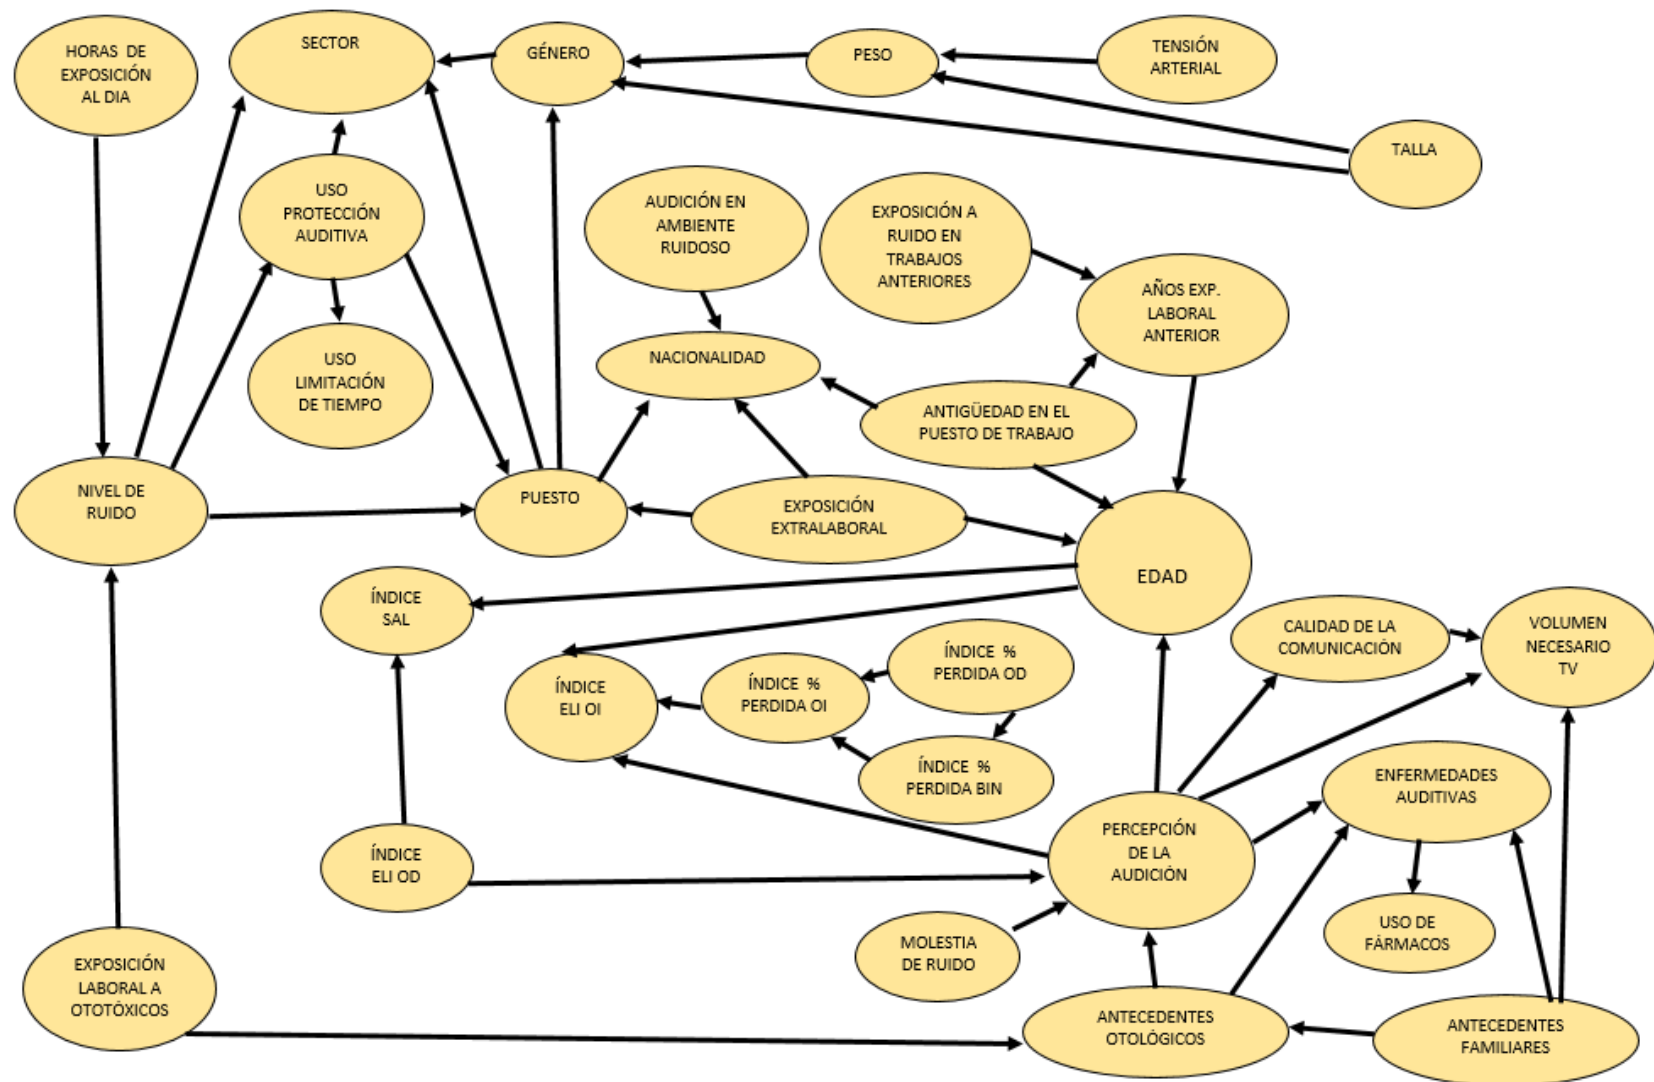 HORAS DE
EXPOSICIÓN
AL DIA
SECTOR
GÉNERO
PESO
TENSIÓN
ARTERIAL
TALLA
USO
PROTECCIÓN
AUDITIVA
AUDICIÓN EN
AMBIENTE
RUIDOSO
EXPOSICIÓN A
RUIDO EN
TRABAJOS
ANTERIORES
AÑOS EXP.
LABORAL
ANTERIOR
USO
LIMITACIÓN
DE TIEMPO
NACIONALIDAD
ANTIGÜEDAD EN EL
PUESTO DE TRABAJO
NIVEL DE
RUIDO
PUESTO
EXPOSICIÓN
EXTRALABORAL
EDAD
ÍNDICE
SAL
CALIDAD DE LA
COMUNICACIÓN
VOLUMEN
NECESARIO
TV
ÍNDICE
ELI OI
ÍNDICE %
PERDIDA OI
ÍNDICE %
PERDIDA OD
ÍNDICE %
PERDIDA BIN
ENFERMEDADES
AUDITIVAS
PERCEPCIÓN
DE LA
AUDICIÓN
ÍNDICE
ELI OD
USO DE
FÁRMACOS
MOLESTIA
DE RUIDO
EXPOSICIÓN
LABORAL A
OTOTÓXICOS
ANTECEDENTES
OTOLÓGICOS
ANTECEDENTES
FAMILIARES